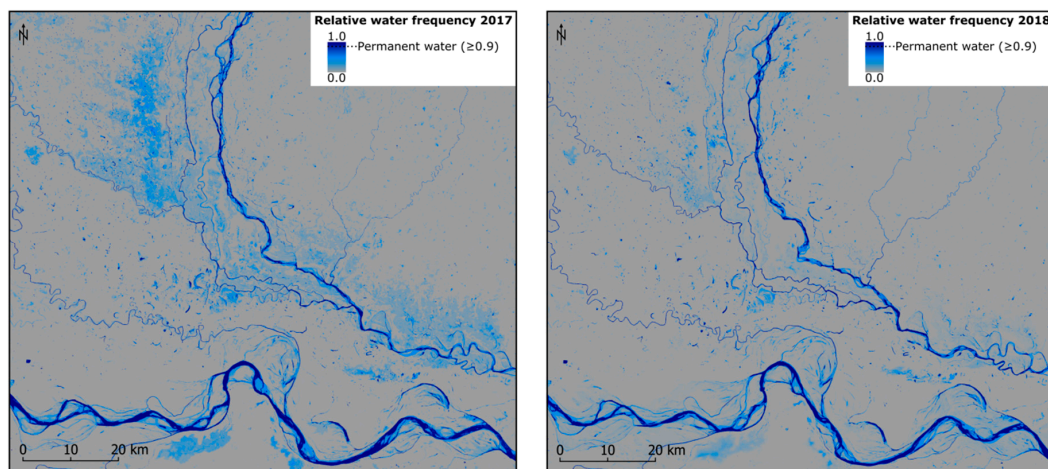 N
Relative water frequency 2017
1.0
Permanent water (≥0.9)
0.0
0 10 20 km
N
Relative water frequency 2018
1.0
Permanent water (≥0.9)
0.0
0 10 20 km